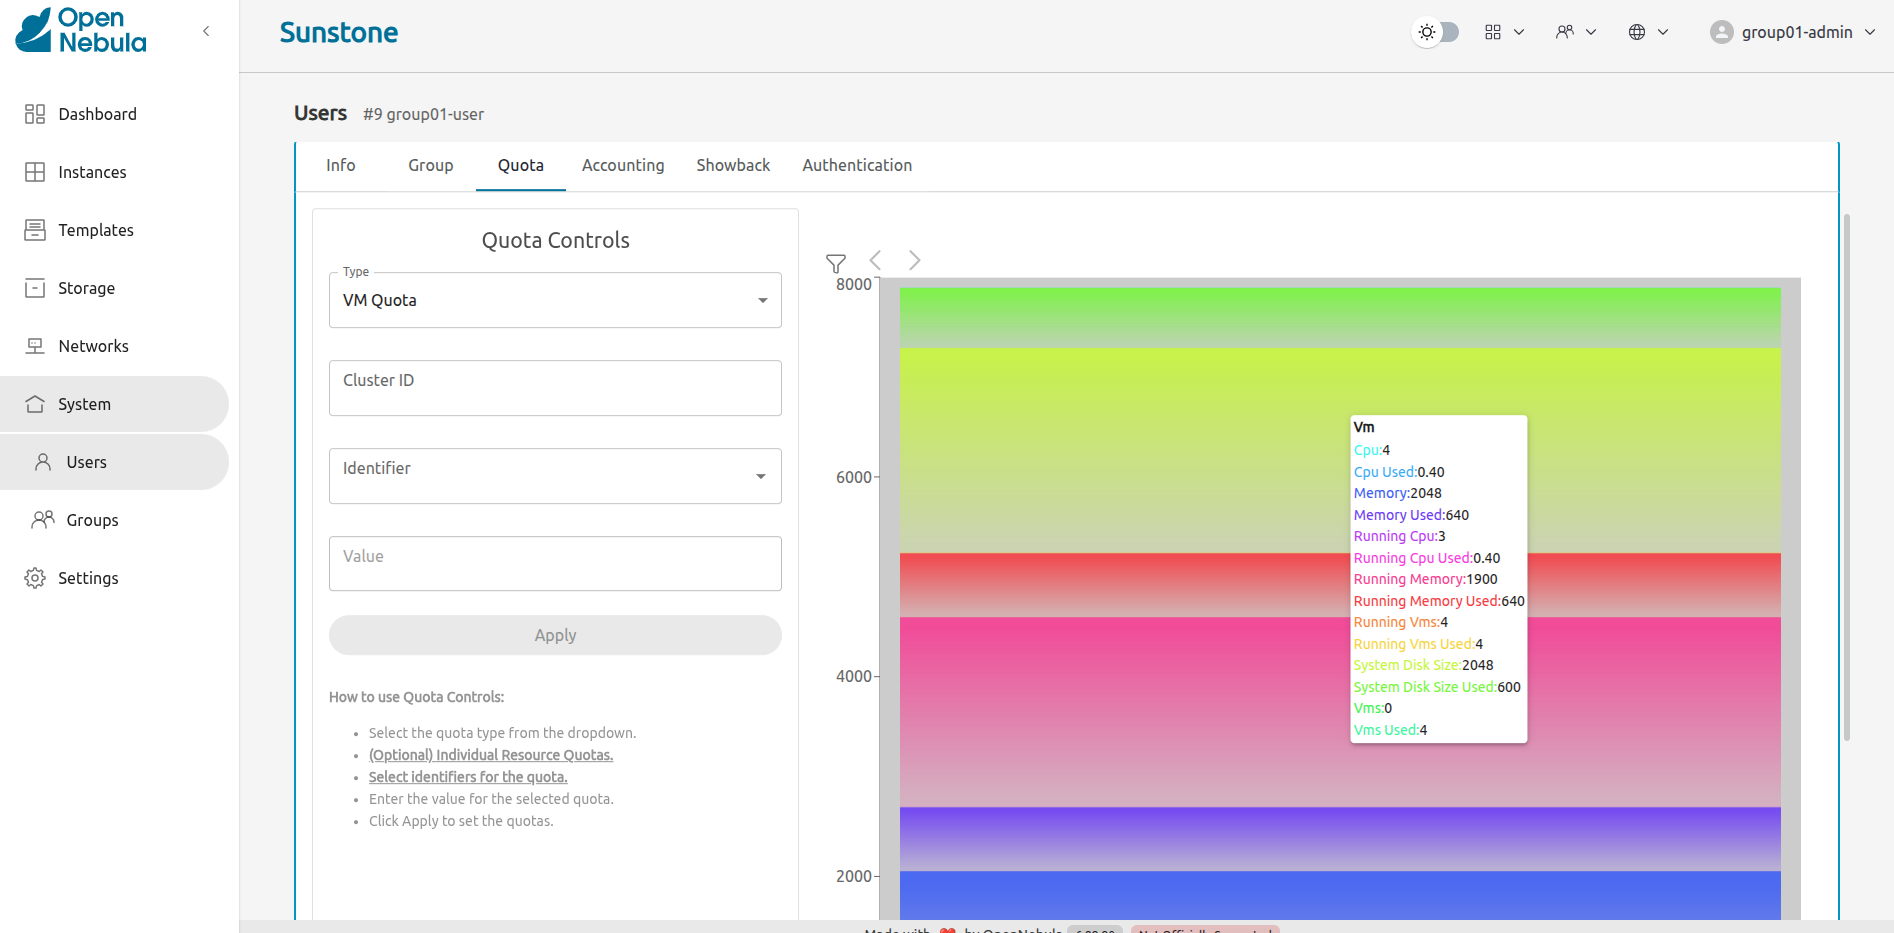 Open
Nebula
Sunstone
group01-admin
Dashboard
Instances
Templates
Storage
Networks
System
Users
Groups
Settings
Users #9 group01-user
Info Group Quota Accounting Showback Authentication
Quota Controls
Type
VM Quota
Cluster ID
Identifier
Value
Apply
How to use Quota Controls:
• Select the quota type from the dropdown.
• (Optional) Individual Resource Quotas.
• Select identifiers for the quota.
• Enter the value for the selected quota.
• Click Apply to set the quotas.
8000
6000
4000
2000
Vm
Cpu:4
Cpu Used:0.40
Memory:2048
Memory Used:640
Running Cpu:3
Running Cpu Used:0.40
Running Memory:1900
Running Memory Used:640
Running Vms:4
Running Vms Used:4
System Disk Size:2048
System Disk Size Used:600
Vms:0
Vms Used:4
Made with ❤️ by OpenNebula